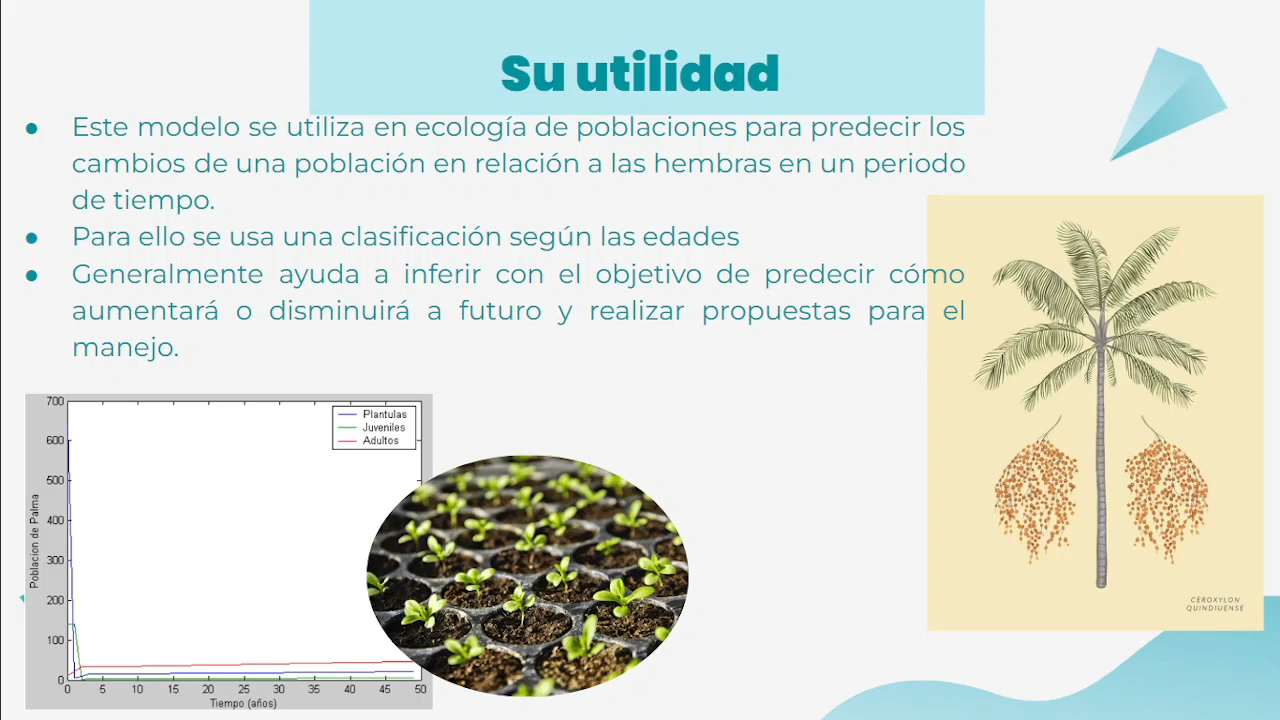 Su utilidad
● Este modelo se utiliza en ecología de poblaciones para predecir los
cambios de una población en relación a las hembras en un periodo
de tiempo.
● Para ello se usa una clasificación según las edades
● Generalmente ayuda a inferir con el objetivo de predecir cómo
aumentará o disminuirá a futuro y realizar propuestas para el
manejo.
700
600
500
400
300
200
100
0
Poblacion de Palma
Plantulas
Juveniles
Adultos
0 5 10 15 20 25 30 35 40 45 50
Tiempo (años)
CEROXYLON
QUINDIUENSE